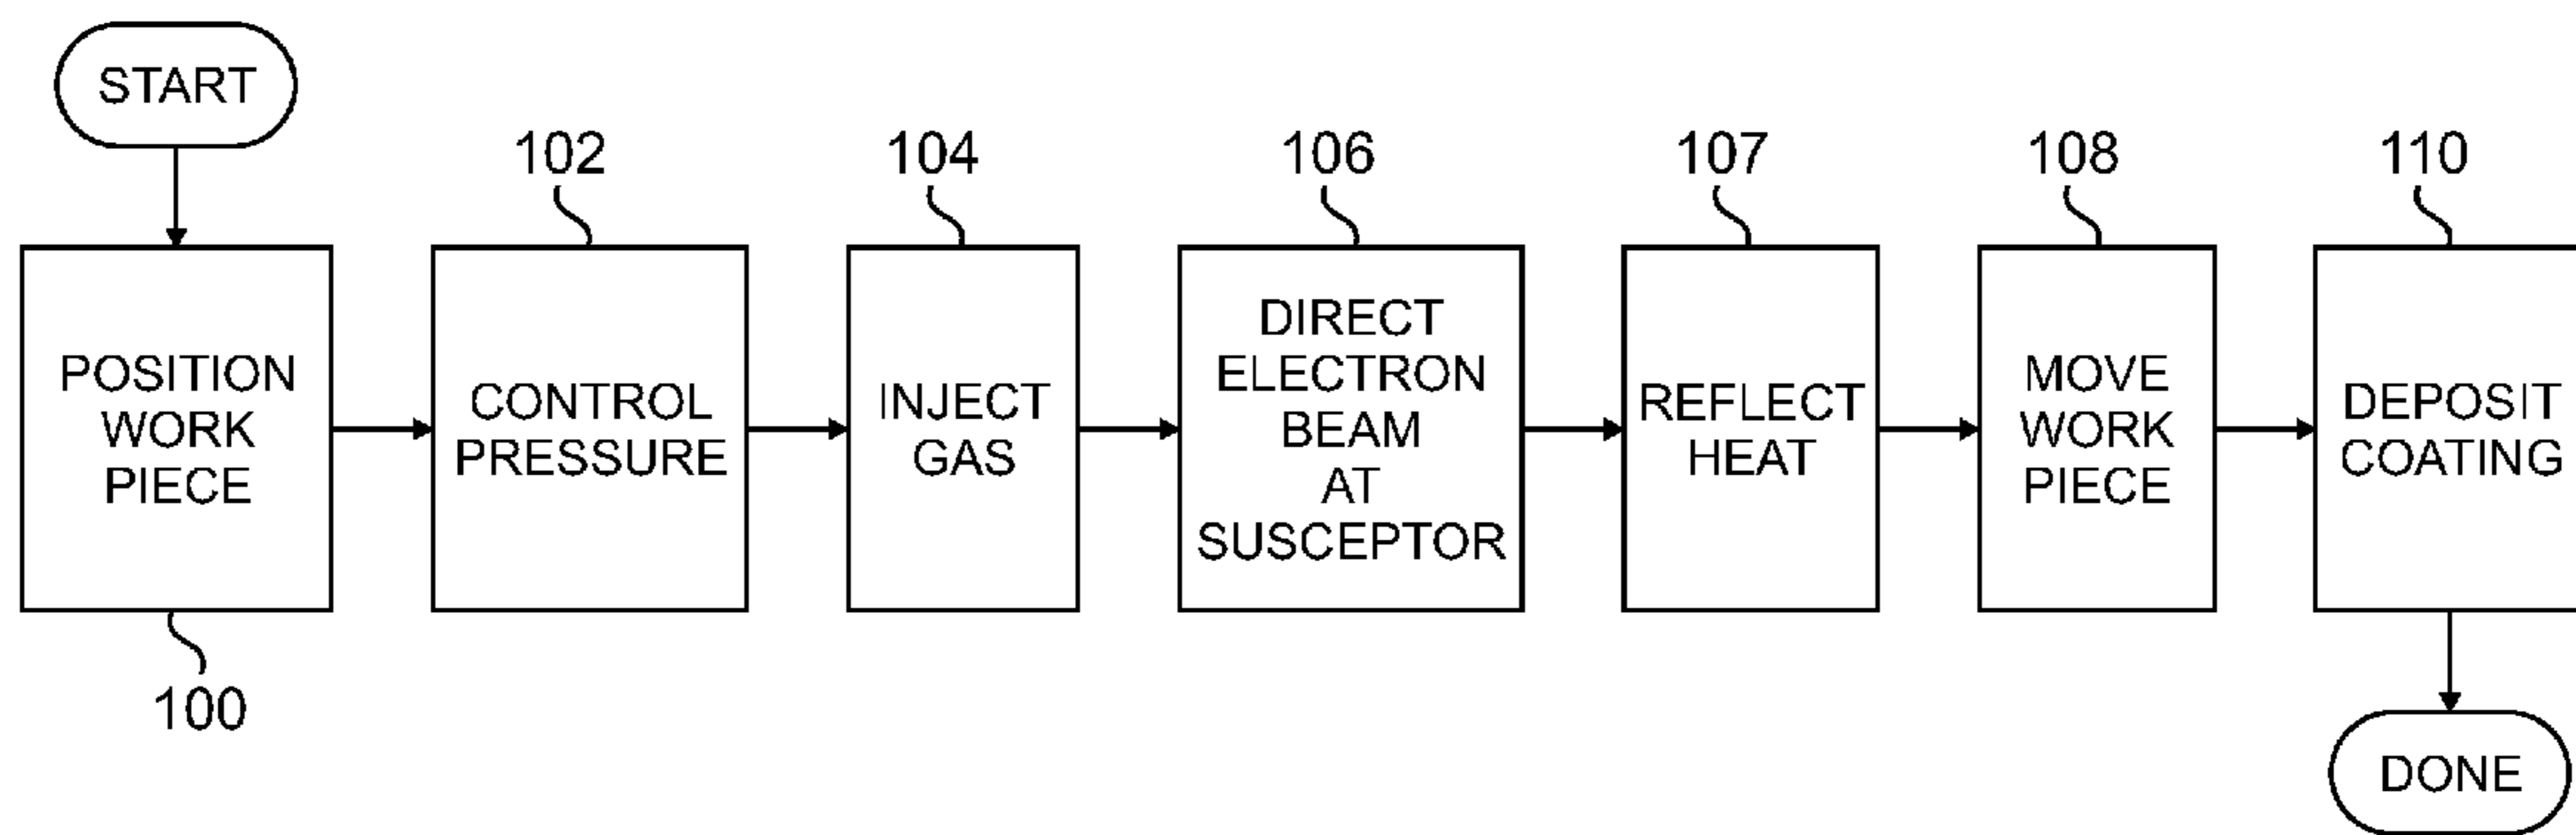 START
102
104
106
107
108
110
POSITION
WORK
PIECE
CONTROL
PRESSURE
INJECT
GAS
DIRECT
ELECTRON
BEAM
AT
SUSCEPTOR
REFLECT
HEAT
MOVE
WORK
PIECE
DEPOSIT
COATING
100
DONE